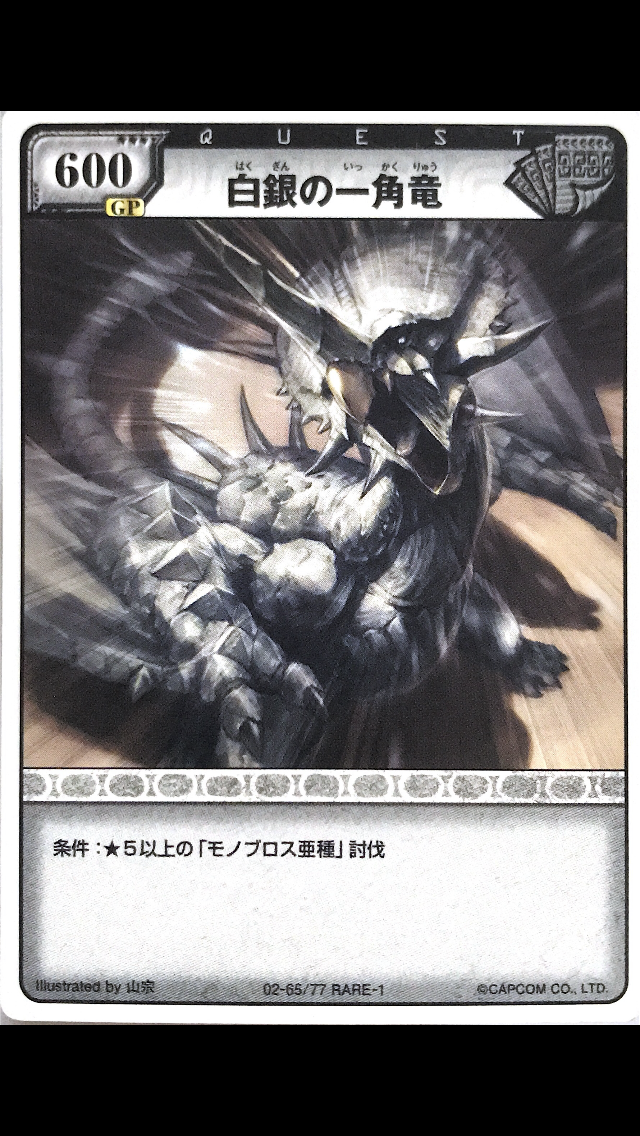 QUEST
600
GP
はく ぎん いっ かく りゅう
白銀の一角竜
条件：★5以上の「モノブロス亜種」討伐
Illustrated by 山宗
02-65/77 RARE-1
©CAPCOM CO., LTD.